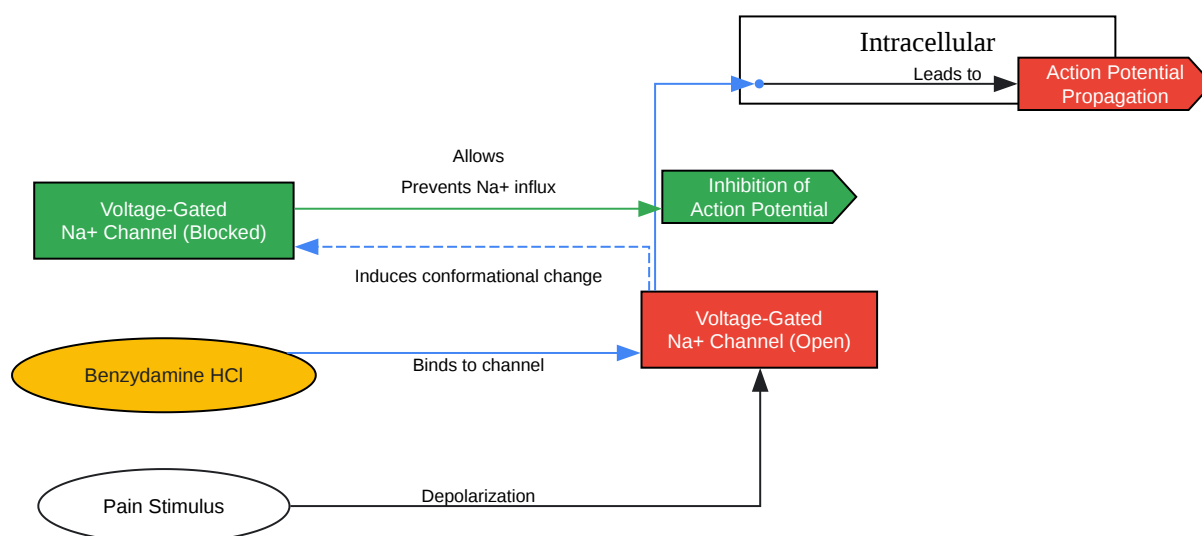 Intracellular
Leads to
Action Potential
Propagation
Allows
Prevents Na+ influx
Inhibition of
Action Potential
Voltage-Gated
Na+ Channel (Blocked)
Induces conformational change
Voltage-Gated
Na+ Channel (Open)
Benzydamine HCl
Binds to channel
Pain Stimulus
Depolarization